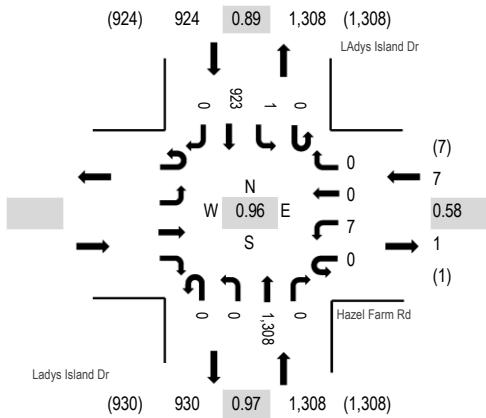 (924) 924 0.89 1,308 (1,308)
LAdys Island Dr
0 923 1 0
(7)
0
7
0
N
W 0.96 E
S
0.58
7
1
0
(1)
0 0 1,308 0
Hazel Farm Rd
Ladys Island Dr
(930) 930 0.97 1,308 (1,308)